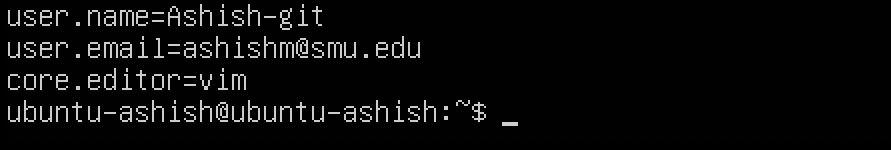 user.name=Ashish-git
user.email=ashishm@smu.edu
core.editor=vim
ubuntu-ashish@ubuntu-ashish:~$ _